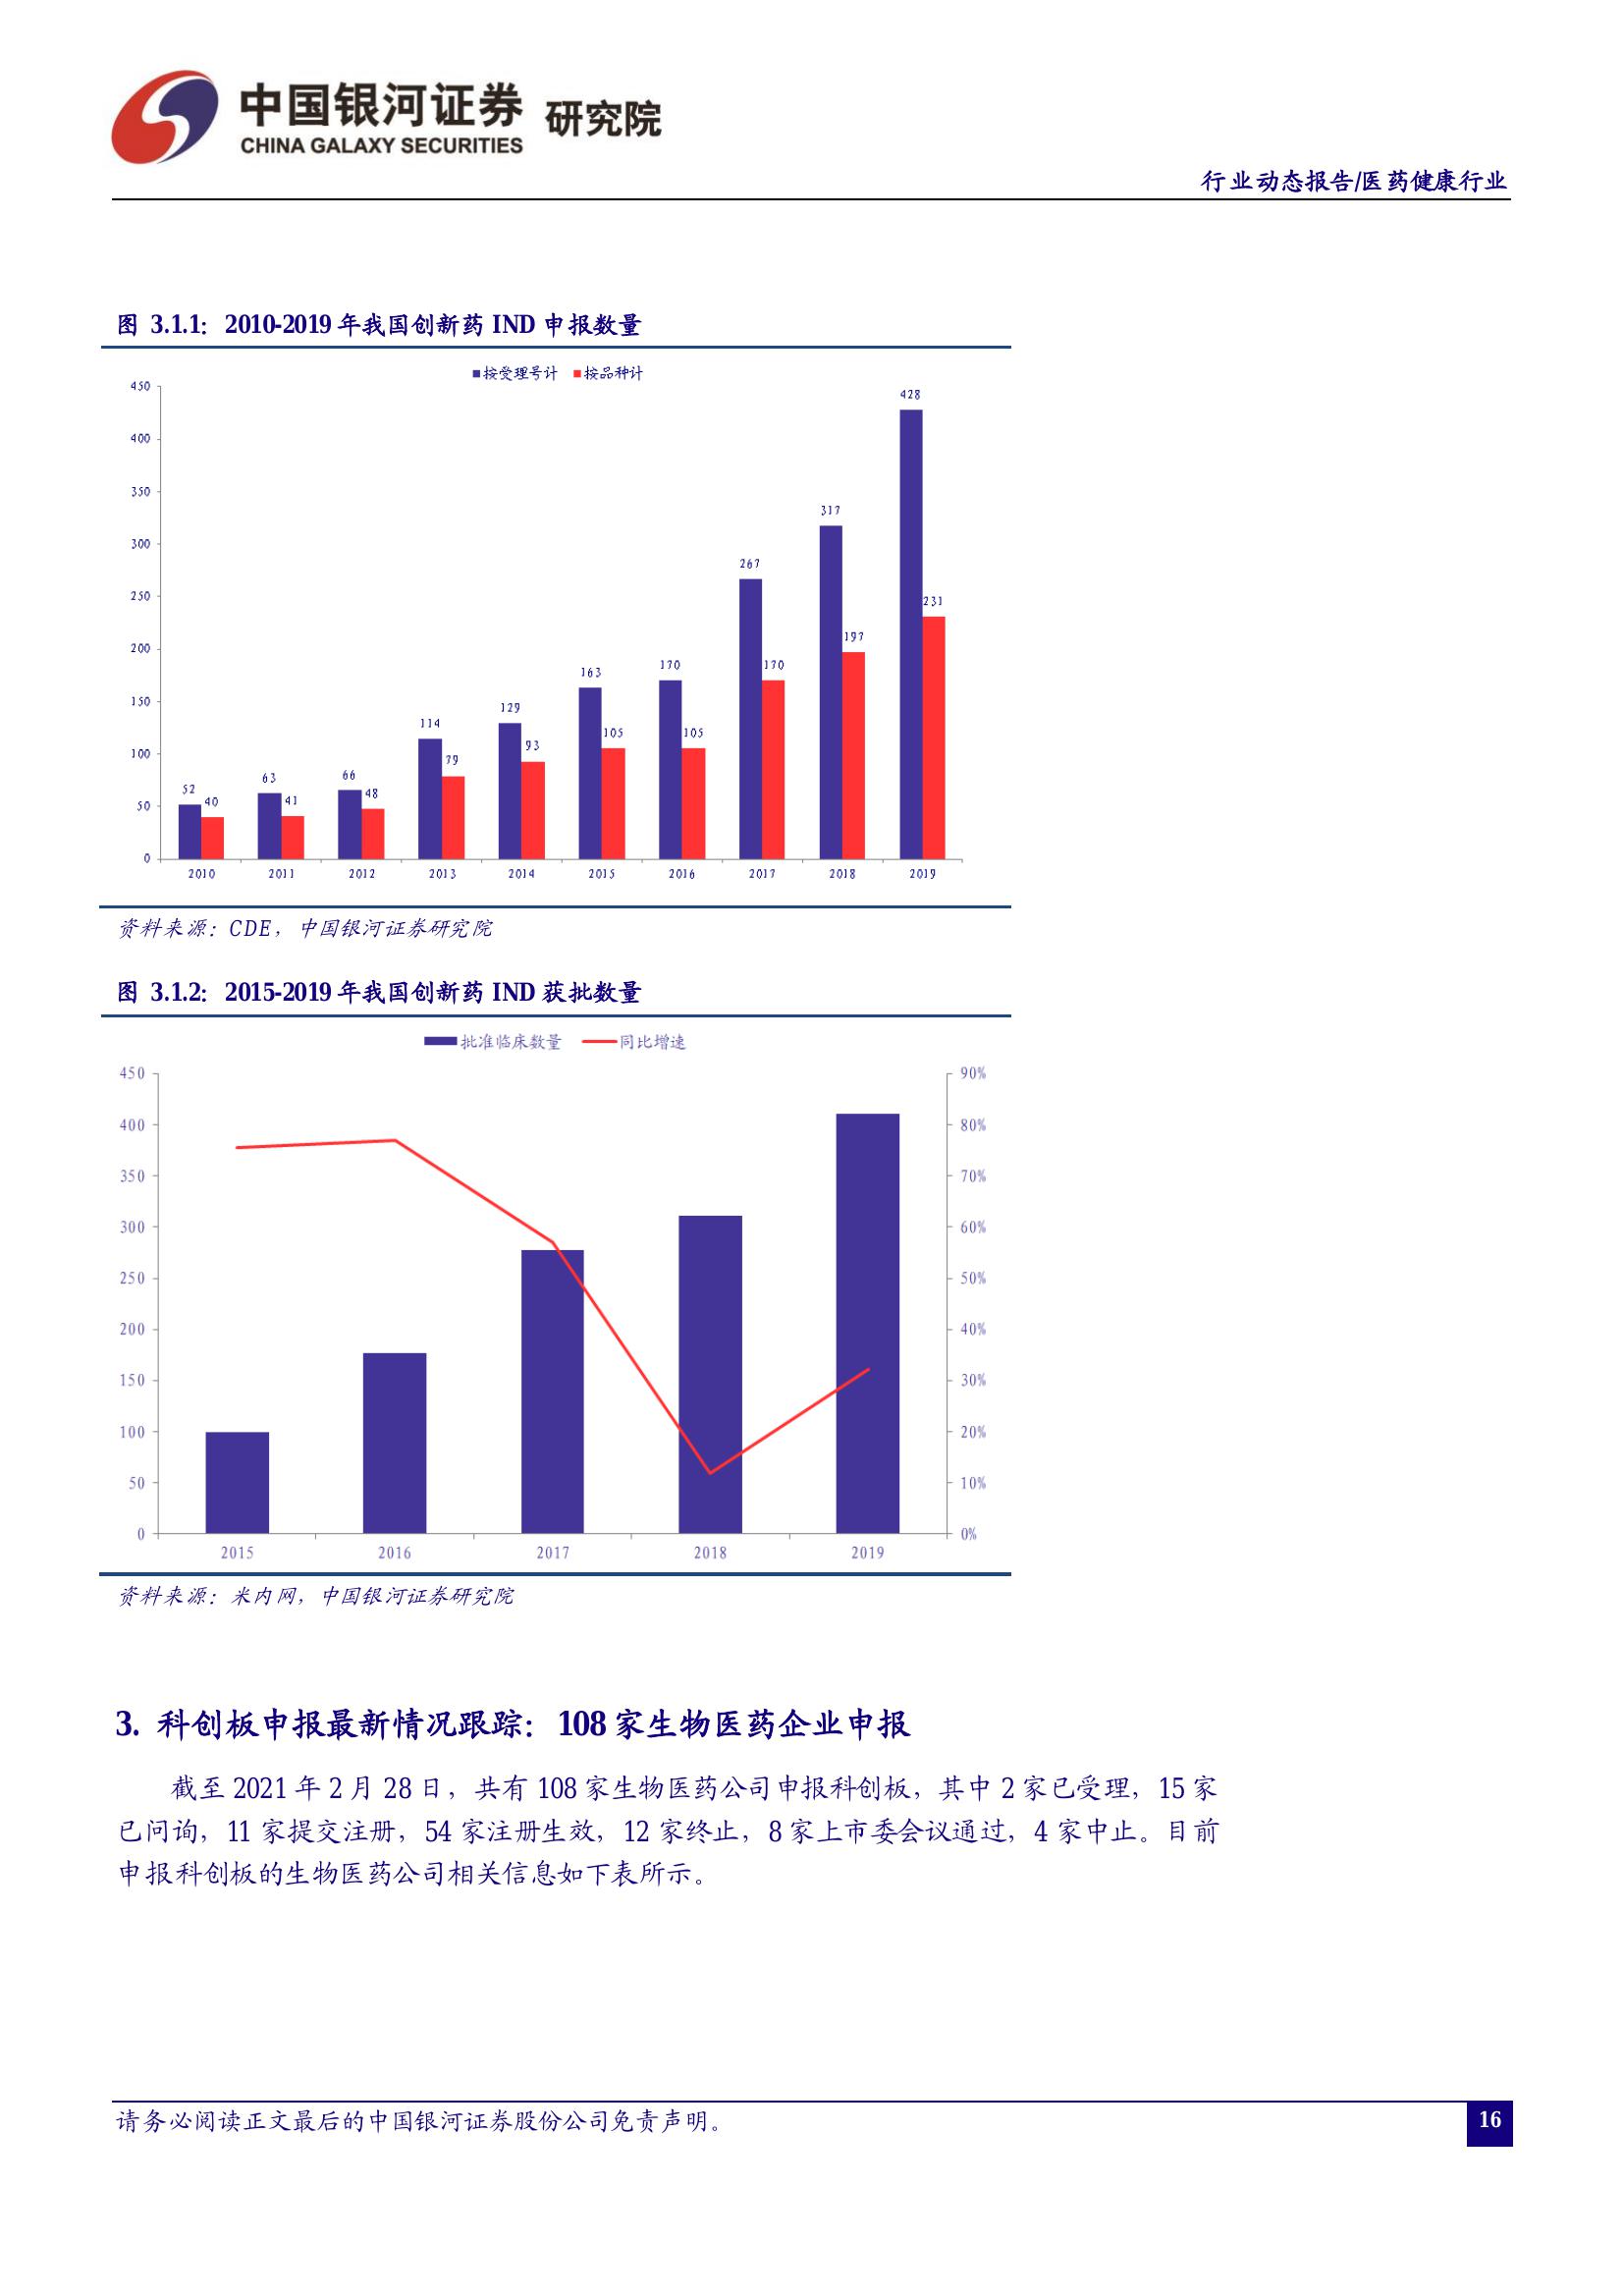 中国银河证券 研究院
CHINA GALAXY SECURITIES
行业动态报告/医药健康行业
图 3.1.1: 2010-2019 年我国创新药 IND 申报数量
按受理号计 按品种计
450
400
350
300
250
200
150
100
50
0
52 40
63 41
66 48
114 79
129 93
163 105
170 105
267 170
317 197
428 231
2010 2011 2012 2013 2014 2015 2016 2017 2018 2019
资料来源:CDE,中国银河证券研究院
图 3.1.2: 2015-2019 年我国创新药 IND 获批数量
批准临床数量 同比增速
450 90%
400 80%
350 70%
300 60%
250 50%
200 40%
150 30%
100 20%
50 10%
0 0%
2015 2016 2017 2018 2019
资料来源:米内网,中国银河证券研究院
3. 科创板申报最新情况跟踪:108 家生物医药企业申报
截至 2021 年 2 月 28 日,共有 108 家生物医药公司申报科创板,其中 2 家已受理,15 家
已问询,11 家提交注册,54 家注册生效,12 家终止,8 家上市委会议通过,4 家中止。目前
申报科创板的生物医药公司相关信息如下表所示。
请务必阅读正文最后的中国银河证券股份公司免责声明。
16